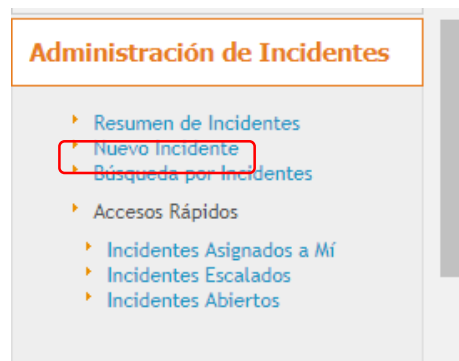 Administración de Incidentes
Resumen de Incidentes
Nuevo Incidente
Búsqueda por Incidentes
Accesos Rápidos
Incidentes Asignados a Mí
Incidentes Escalados
Incidentes Abiertos